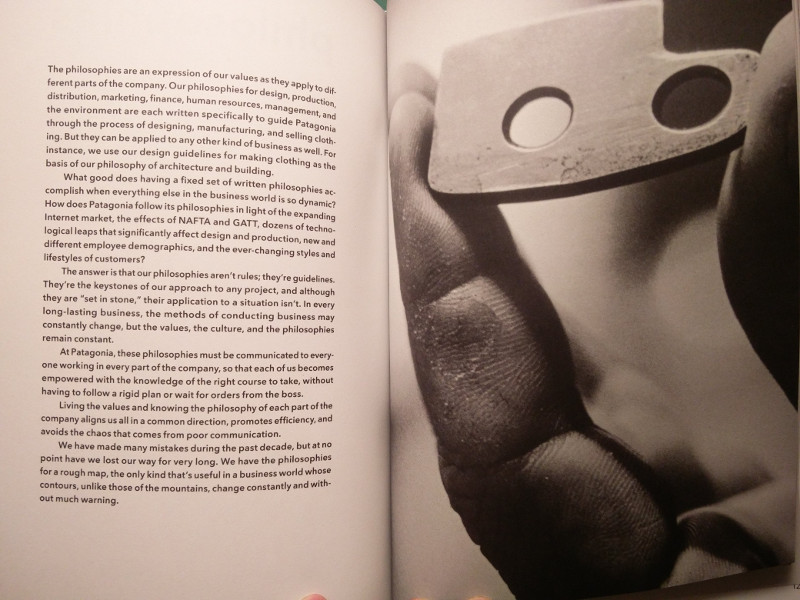 The philosophies are an expression of our values as they apply to dif-
ferent parts of the company. Our philosophies for design, production,
distribution, marketing, finance, human resources, management, and
the environment are each written specifically to guide Patagonia
through the process of designing, manufacturing, and selling cloth-
ing. But they can be applied to any other kind of business as well. For
instance, we use our design guidelines for making clothing as the
basis of our philosophy of architecture and building.
What good does having a fixed set of written philosophies ac-
complish when everything else in the business world is so dynamic?
How does Patagonia follow its philosophies in light of the expanding
Internet market, the effects of NAFTA and GATT, dozens of techno-
logical leaps that significantly affect design and production, new and
different employee demographics, and the ever-changing styles and
lifestyles of customers?
The answer is that our philosophies aren't rules; they're guidelines.
They're the keystones of our approach to any project, and although
they are "set in stone," their application to a situation isn't. In every
long-lasting business, the methods of conducting business may
constantly change, but the values, the culture, and the philosophies
remain constant.
At Patagonia, these philosophies must be communicated to every-
one working in every part of the company, so that each of us becomes
empowered with the knowledge of the right course to take, without
having to follow a rigid plan or wait for orders from the boss.
Living the values and knowing the philosophy of each part of the
company aligns us all in a common direction, promotes efficiency, and
avoids the chaos that comes from poor communication.
We have made many mistakes during the past decade, but at no
point have we lost our way for very long. We have the philosophies
for a rough map, the only kind that's useful in a business world whose
contours, unlike those of the mountains, change constantly and with-
out much warning.